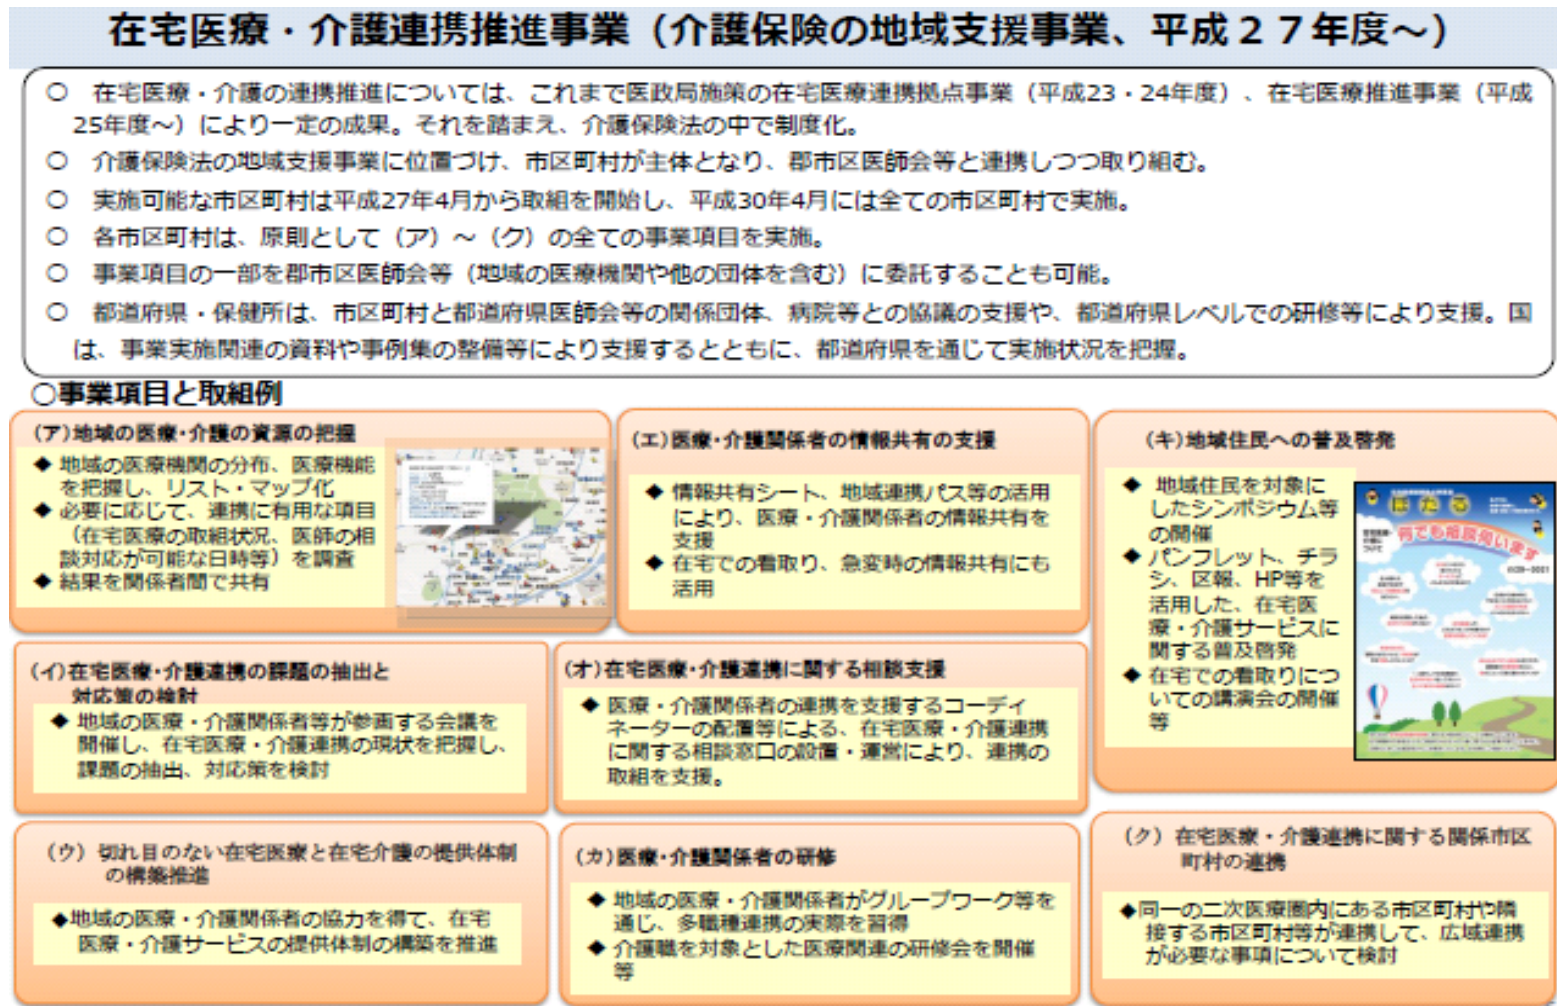 在宅医療・介護連携推進事業（介護保険の地域支援事業、平成２７年度～）
○　在宅医療・介護の連携推進については、これまで医政局施策の在宅医療連携拠点事業（平成23・24年度）、在宅医療推進事業（平成
25年度～）により一定の成果。それを踏まえ、介護保険法の中で制度化。
○　介護保険法の地域支援事業に位置づけ、市区町村が主体となり、郡市区医師会等と連携しつつ取り組む。
○　実施可能な市区町村は平成27年4月から取組を開始し、平成30年4月には全ての市区町村で実施。
○　各市区町村は、原則として（ア）～（ク）の全ての事業項目を実施。
○　事業項目の一部を郡市区医師会等（地域の医療機関や他の団体を含む）に委託することも可能。
○　都道府県・保健所は、市区町村と都道府県医師会等の関係団体、病院等との協議の支援や、都道府県レベルでの研修等により支援。国
は、事業実施関連の資料や事例集の整備等により支援するとともに、都道府県を通じて実施状況を把握。
○事業項目と取組例
（ア）地域の医療・介護の資源の把握
◆ 地域の医療機関の分布、医療機能
を把握し、リスト・マップ化
◆ 必要に応じて、連携に有用な項目
（在宅医療の取組状況、医師の相
談対応が可能な日時等）を調査
◆ 結果を関係者間で共有
（イ）在宅医療・介護連携の課題の抽出と
対応策の検討
◆ 地域の医療・介護関係者等が参画する会議を
開催し、在宅医療・介護連携の現状を把握し、
課題の抽出、対応策を検討
（ウ）切れ目のない在宅医療と在宅介護の提供体制
の構築推進
◆地域の医療・介護関係者の協力を得て、在宅
医療・介護サービスの提供体制の構築を推進
（エ）医療・介護関係者の情報共有の支援
◆ 情報共有シート、地域連携パス等の活用
により、医療・介護関係者の情報共有を
支援
◆ 在宅での看取り、急変時の情報共有にも
活用
（オ）在宅医療・介護連携に関する相談支援
◆ 医療・介護関係者の連携を支援するコーディ
ネーターの配置等による、在宅医療・介護連携
に関する相談窓口の設置・運営により、連携の
取組を支援。
（カ）医療・介護関係者の研修
◆ 地域の医療・介護関係者がグループワーク等を
通じ、多職種連携の実際を習得
◆ 介護職を対象とした医療関連の研修会を開催
等
（キ）地域住民への普及啓発
◆ 地域住民を対象に
したシンポジウム等
の開催
◆ パンフレット、チラ
シ、区報、HP等を
活用した、在宅医
療・介護サービスに
関する普及啓発
◆ 在宅での看取りにつ
いての講演会の開催
等
何でも相談伺います
（ク）在宅医療・介護連携に関する関係市区
町村の連携
◆同一の二次医療圏内にある市区町村や隣
接する市区町村等が連携して、広域連携
が必要な事項について検討